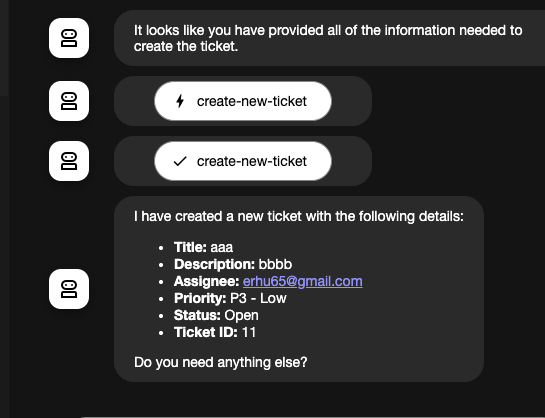 It looks like you have provided all of the information needed to
create the ticket.
create-new-ticket
create-new-ticket
I have created a new ticket with the following details:
• Title: aaa
• Description: bbbb
• Assignee: erhu65@gmail.com
• Priority: P3 - Low
• Status: Open
• Ticket ID: 11
Do you need anything else?